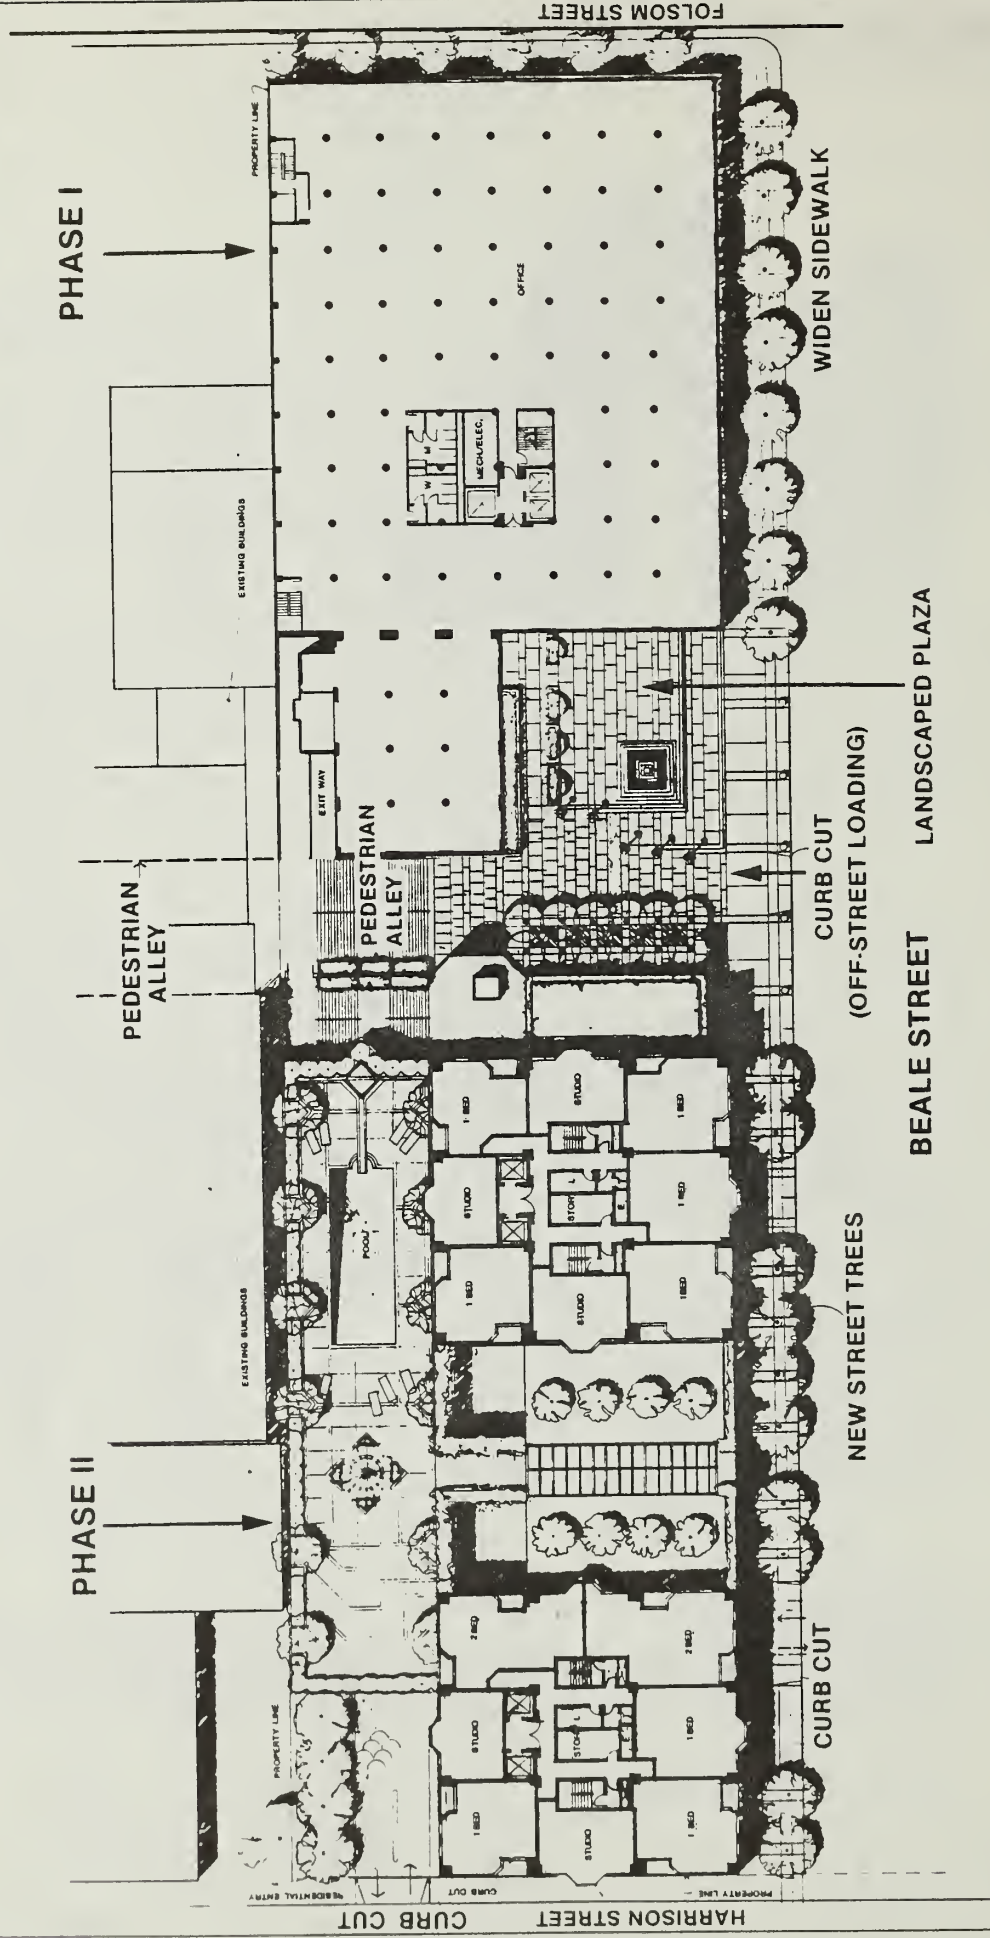 FOLSOM STREET
PHASE I
PROPERTY LINE
OFFICE
WIDEN SIDEWALK
M
W
MECH./ELEC.
EXISTING BUILDINGS
EXIT WAY
PEDESTRIAN
ALLEY
PEDESTRIAN
ALLEY
LANDSCAPED PLAZA
CURB CUT
(OFF-STREET LOADING)
BEALE STREET
1 BED
STUDIO
1 BED
STUDIO
STOR
L
E
1 BED
POOL
1 BED
STUDIO
1 BED
EXISTING BUILDINGS
NEW STREET TREES
PHASE II
2 BED
2 BED
PROPERTY LINE
STUDIO
STOR
L
E
1 BED
CURB CUT
1 BED
STUDIO
1 BED
RESIDENTIAL ENTRY
CURB CUT
PROPERTY LINE
CURB CUT
HARRISON STREET